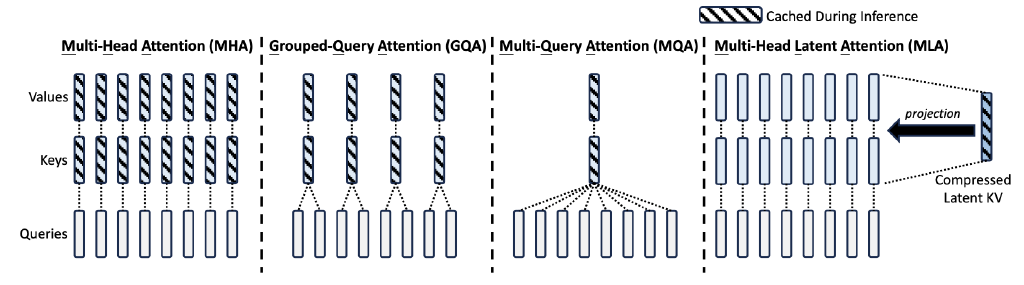 Cached During Inference
Multi-Head Attention (MHA)
Grouped-Query Attention (GQA)
Multi-Query Attention (MQA)
Multi-Head Latent Attention (MLA)
Values
Keys
Queries
projection
Compressed
Latent KV